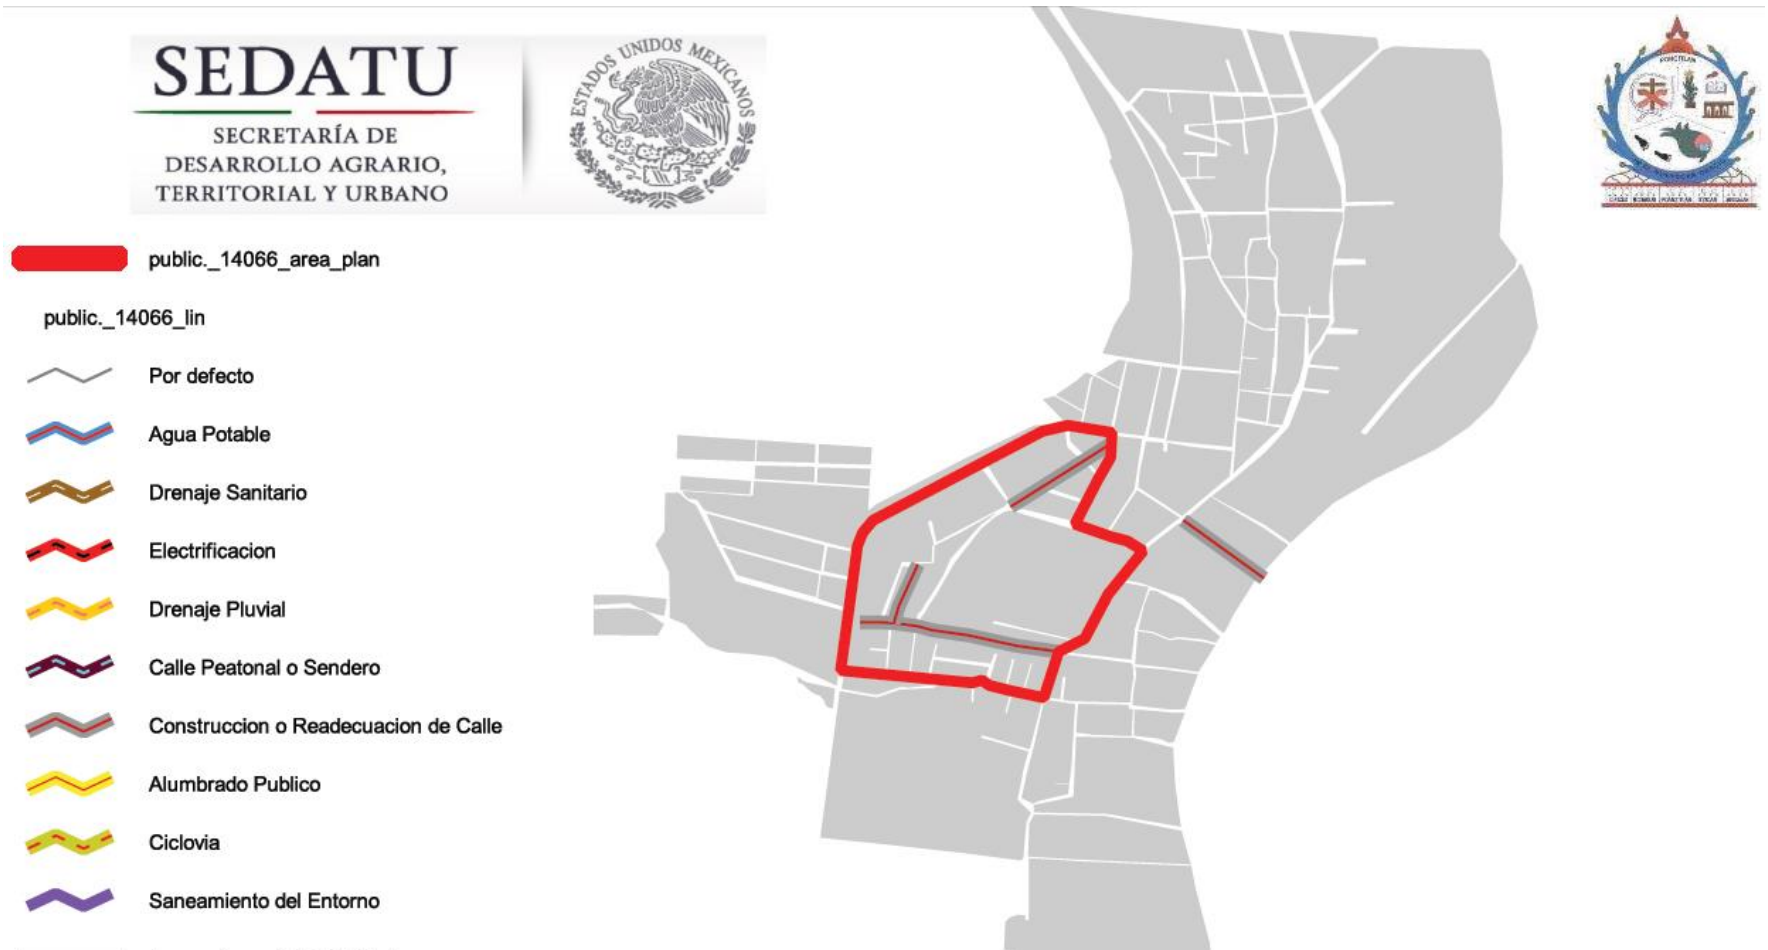 SEDATU
SECRETARÍA DE
DESARROLLO AGRARIO,
TERRITORIAL Y URBANO
ESTADOS UNIDOS MEXICANOS
public._14066_area_plan
public._14066_lin
Por defecto
Agua Potable
Drenaje Sanitario
Electrificacion
Drenaje Pluvial
Calle Peatonal o Sendero
Construccion o Readecuacion de Calle
Alumbrado Publico
Ciclovia
Saneamiento del Entorno